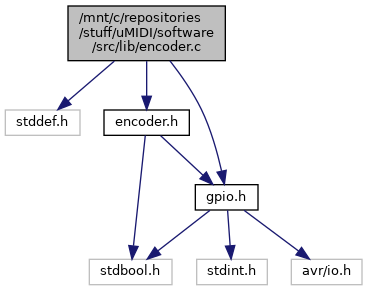 /mnt/c/repositories
/stuff/uMIDI/software
/src/lib/encoder.c
stddef.h
encoder.h
gpio.h
stdbool.h
stdint.h
avr/io.h